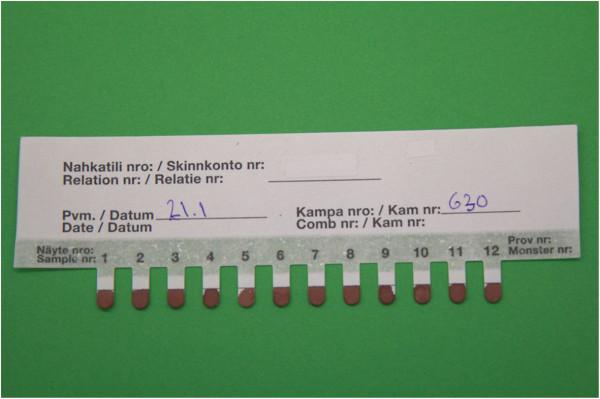 Nahkatili nro: / Skinnkonto nr:
Relation nr: / Relatie nr:
Pvm. / Datum 21.1 Kampa nro: / Kam nr: 630
Date / Datum Comb nr: / Kam nr:
Näyte nro: Prov nr:
Sample nr: 1 2 3 4 5 6 7 8 9 10 11 12 Monster nr: